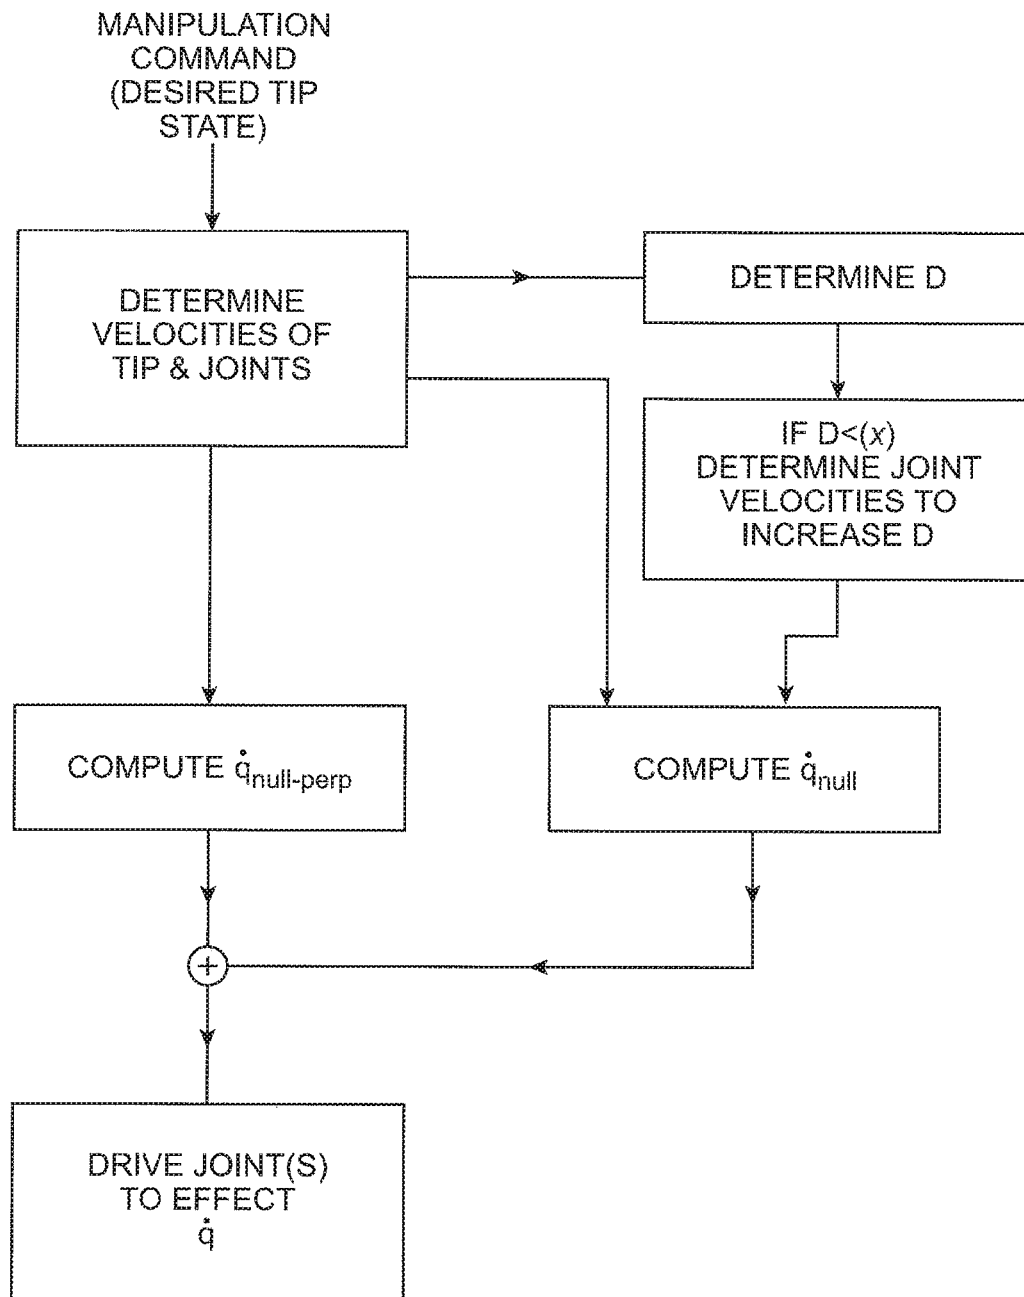 MANIPULATION
COMMAND
(DESIRED TIP
STATE)
DETERMINE
VELOCITIES OF
TIP & JOINTS
DETERMINE D
IF D<(x)
DETERMINE JOINT
VELOCITIES TO
INCREASE D
COMPUTE q̇null-perp
COMPUTE q̇null
+
DRIVE JOINT(S)
TO EFFECT
q̇